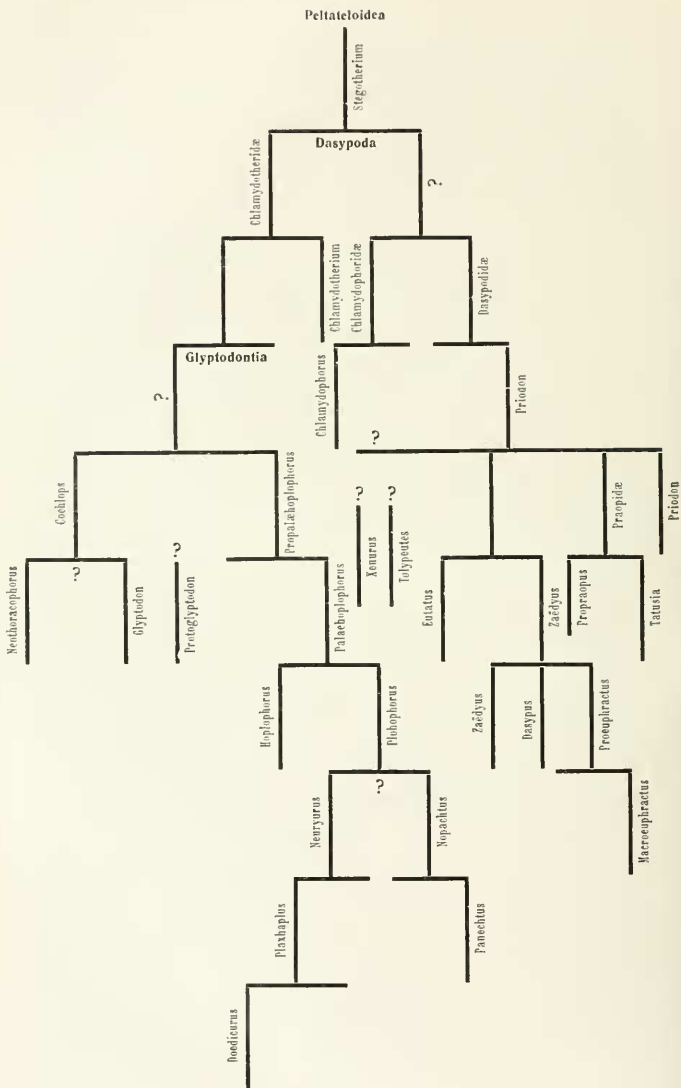 Peltateloidea
Stegotherium
Dasypoda
Chlamydotheridæ
?
Chlamydotherium
Chlamydophoridæ
Dasypodidæ
Glyptodontia
?
Chlamydophorus
Priodon
?
Cochlops
Propalæhoplophorus
?
Xenurus
?
Tolypeutes
Praopidæ
Priodon
Neothoracophorus
?
Glyptodon
?
Protoglyptodon
Palaehoplophorus
Eutatus
Zaëdyus
Propraopus
Tatusia
Hoplophorus
Plohophorus
Zaëdyus
Dasypus
Proeuphractus
?
Neuryurus
Nopachtus
Macroeuphractus
Plaxhaplus
Panochtus
Doedicurus